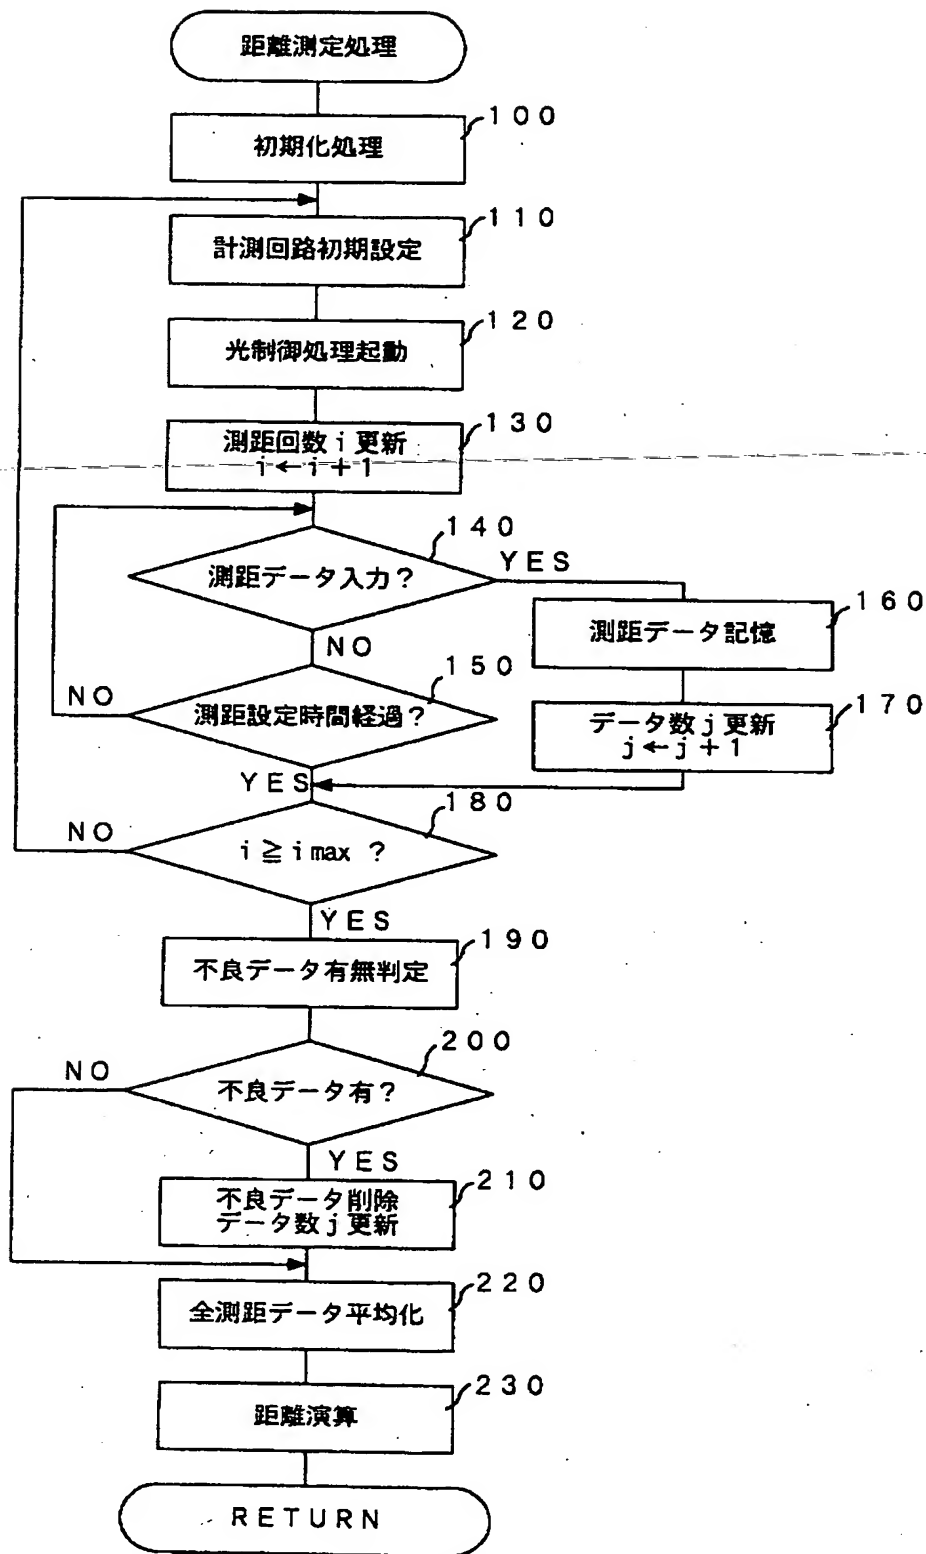 距離測定処理
100
初期化処理
110
計測回路初期設定
120
光制御処理起動
130
測距回数i更新
i←i+1
140
測距データ入力?
YES
NO
160
測距データ記憶
150
測距設定時間経過?
NO
YES
170
データ数j更新
j←j+1
180
i≧imax ?
NO
YES
190
不良データ有無判定
200
不良データ有?
NO
YES
210
不良データ削除
データ数j更新
220
全測距データ平均化
230
距離演算
RETURN